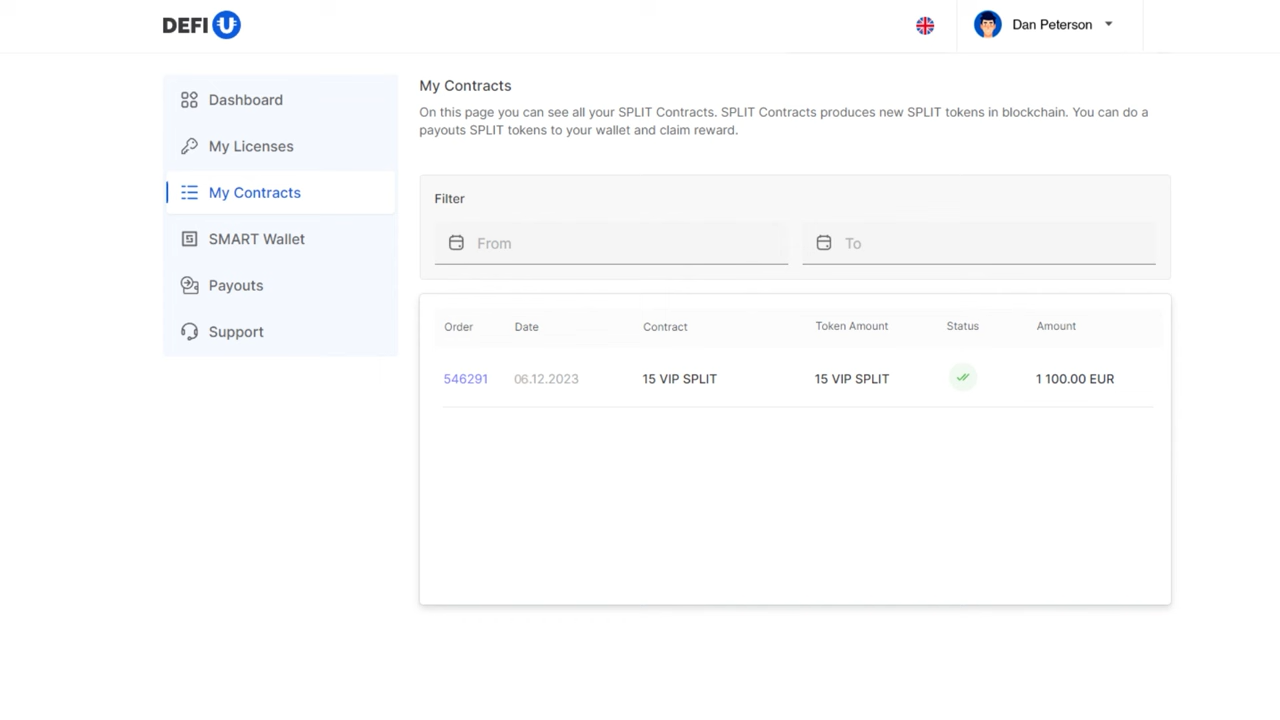 DEFI U
Dan Peterson
Dashboard
My Licenses
My Contracts
SMART Wallet
Payouts
Support
My Contracts
On this page you can see all your SPLIT Contracts. SPLIT Contracts produces new SPLIT tokens in blockchain. You can do a
payouts SPLIT tokens to your wallet and claim reward.
Filter
From To
Order Date Contract Token Amount Status Amount
546291 06.12.2023 15 VIP SPLIT 15 VIP SPLIT 1 100.00 EUR